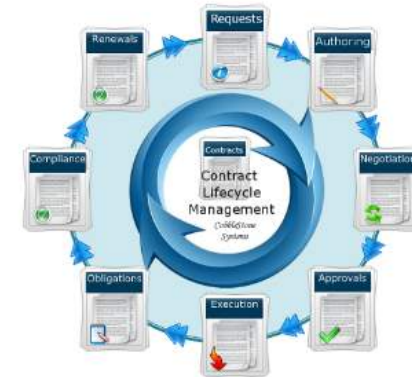 Requests
Authoring
Negotiation
Approvals
Execution
Obligations
Compliance
Renewals
Contracts
Contract
Lifecycle
Management
CobbleStone
Systems